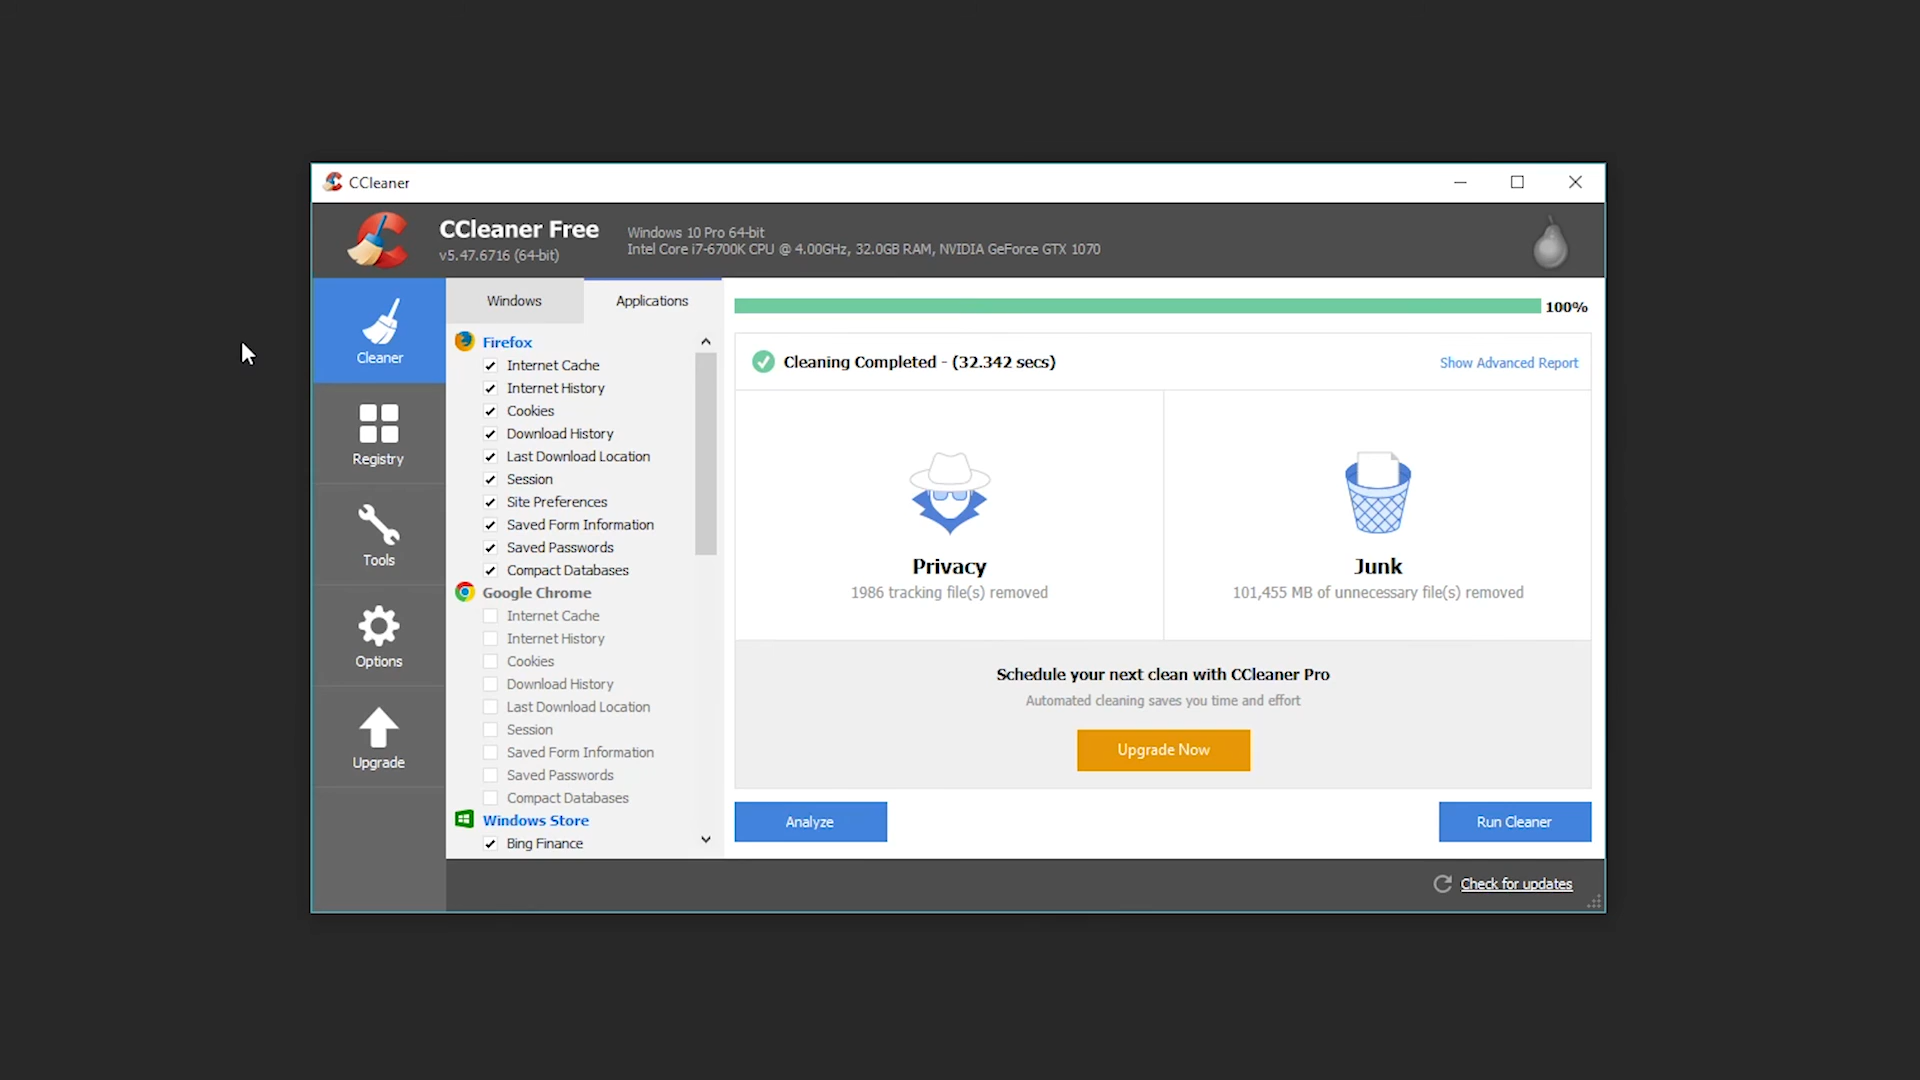 CCleaner
CCleaner Free
v5.47.6716 (64-bit)
Windows 10 Pro 64-bit
Intel Core i7-6700K CPU @ 4.00GHz, 32.0GB RAM, NVIDIA GeForce GTX 1070
Cleaner
Registry
Tools
Options
Upgrade
Windows
Applications
Firefox
Internet Cache
Internet History
Cookies
Download History
Last Download Location
Session
Site Preferences
Saved Form Information
Saved Passwords
Compact Databases
Google Chrome
Internet Cache
Internet History
Cookies
Download History
Last Download Location
Session
Saved Form Information
Saved Passwords
Compact Databases
Windows Store
Bing Finance
100%
Cleaning Completed - (32.342 secs)
Show Advanced Report
Privacy
1986 tracking file(s) removed
Junk
101,455 MB of unnecessary file(s) removed
Schedule your next clean with CCleaner Pro
Automated cleaning saves you time and effort
Upgrade Now
Analyze
Run Cleaner
Check for updates